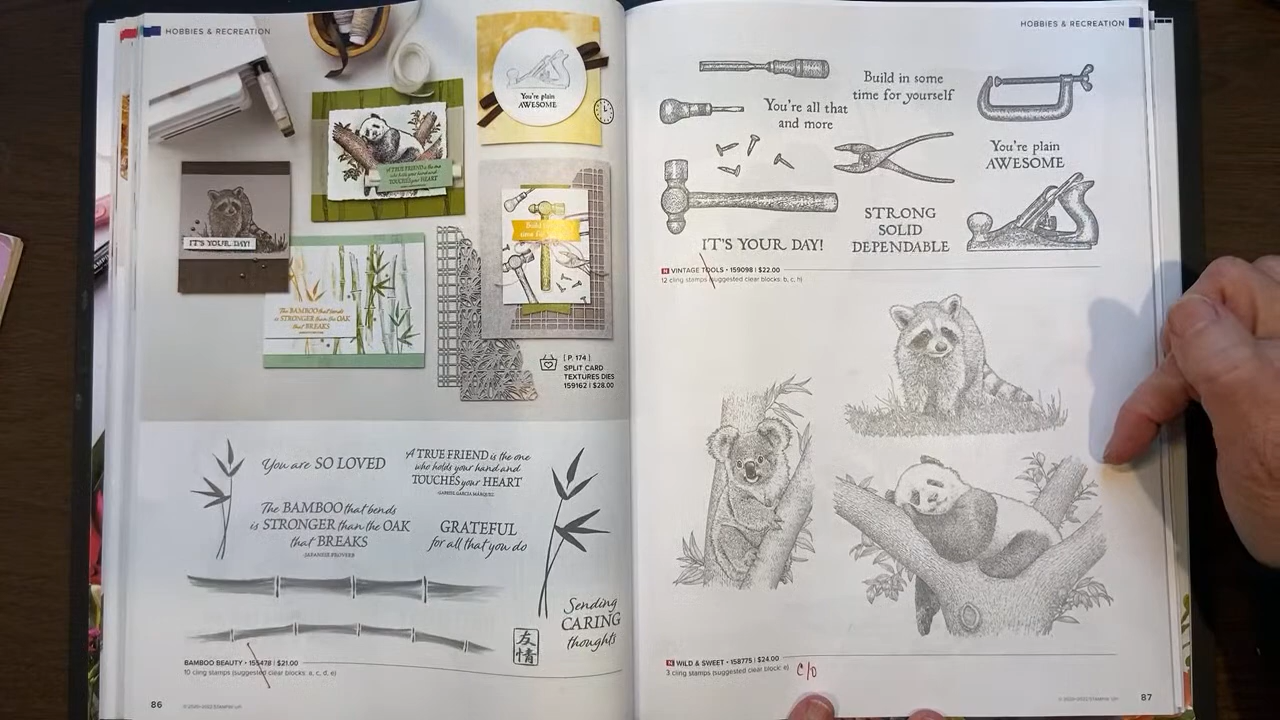 HOBBIES & RECREATION
You're plain
AWESOME
A TRUE FRIEND is the one
who holds your hand and
TOUCHES your HEART
IT'S YOUR DAY!
Build
time for
The BAMBOO that bends
is STRONGER than the OAK
that BREAKS
[ P. 174 ]
SPLIT CARD
TEXTURES DIES
159162 | $28.00
You are SO LOVED
A TRUE FRIEND is the one
who holds your hand and
TOUCHES your HEART
-GABRIEL GARCIA MARQUEZ
The BAMBOO that bends
is STRONGER than the OAK
that BREAKS
-JAPANESE PROVERB
GRATEFUL
for all that you do
Sending
CARING
thoughts
友
情
BAMBOO BEAUTY • 155478 | $21.00
10 cling stamps (suggested clear blocks: a, c, d, e)
86
HOBBIES & RECREATION
Build in some
time for yourself
You're all that
and more
You're plain
AWESOME
STRONG
SOLID
DEPENDABLE
IT'S YOUR DAY!
N VINTAGE TOOLS • 159098 | $22.00
12 cling stamps (suggested clear blocks: b, c, h)
N WILD & SWEET • 158775 | $24.00
3 cling stamps (suggested clear block: e)
c/o
87